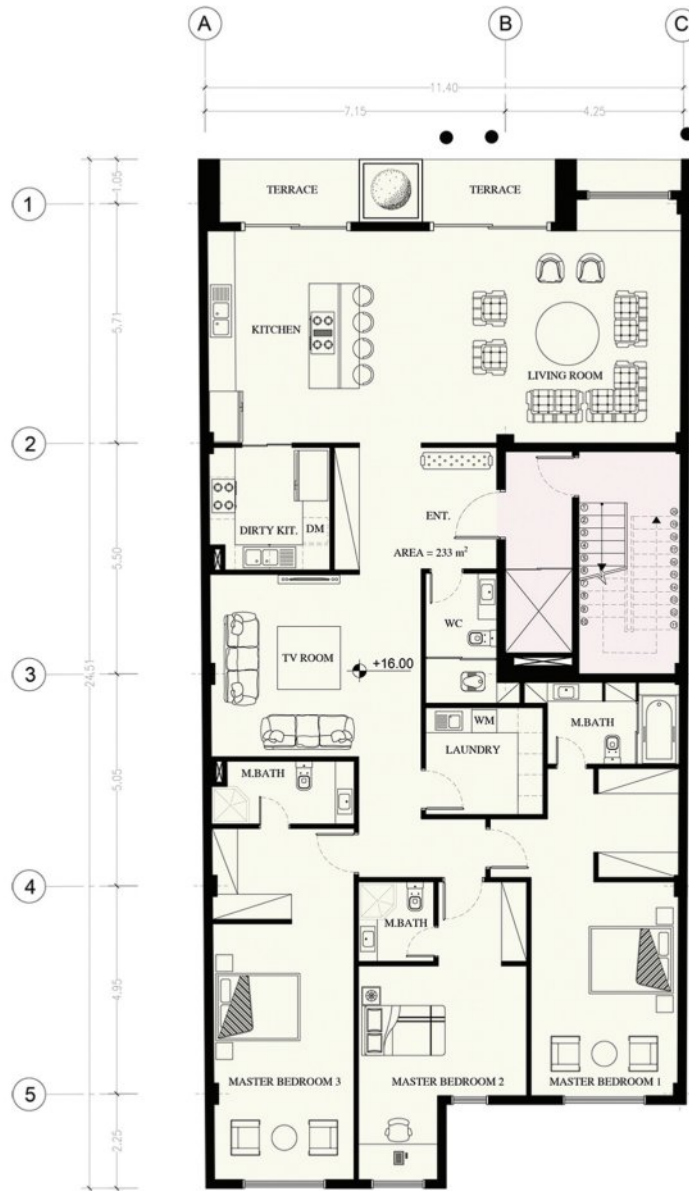 A
B
C
11.40
7.15
4.25
1.05
TERRACE
TERRACE
1
5.71
KITCHEN
LIVING ROOM
2
ENT.
DIRTY KIT.
DM
AREA = 233 m²
5.50
WC
3
24.51
TV ROOM
+16.00
WM
M.BATH
LAUNDRY
M.BATH
5.05
4
M.BATH
4.95
MASTER BEDROOM 3
MASTER BEDROOM 2
MASTER BEDROOM 1
5
2.25